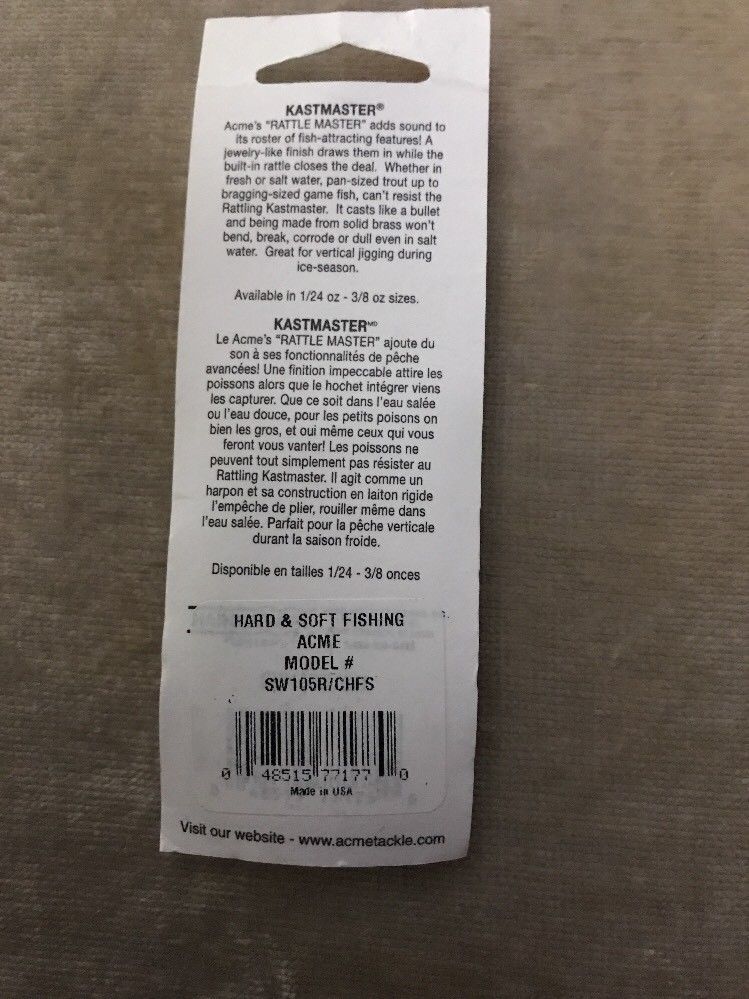 KASTMASTER®
Acme's "RATTLE MASTER" adds sound to
its roster of fish-attracting features! A
jewelry-like finish draws them in while the
built-in rattle closes the deal. Whether in
fresh or salt water, pan-sized trout up to
bragging-sized game fish, can't resist the
Rattling Kastmaster. It casts like a bullet
and being made from solid brass won't
bend, break, corrode or dull even in salt
water. Great for vertical jigging during
ice-season.
Available in 1/24 oz - 3/8 oz sizes.
KASTMASTERᴹᴰ
Le Acme's "RATTLE MASTER" ajoute du
son à ses fonctionnalités de pêche
avancées! Une finition impeccable attire les
poissons alors que le hochet intégrer viens
les capturer. Que ce soit dans l'eau salée
ou l'eau douce, pour les petits poisons on
bien les gros, et oui même ceux qui vous
feront vous vanter! Les poissons ne
peuvent tout simplement pas résister au
Rattling Kastmaster. Il agit comme un
harpon et sa construction en laiton rigide
l'empêche de plier, rouiller même dans
l'eau salée. Parfait pour la pêche verticale
durant la saison froide.
Disponible en tailles 1/24 - 3/8 onces
HARD & SOFT FISHING
ACME
MODEL #
SW105R/CHFS
0 48515 77177 0
Made in USA
Visit our website - www.acmetackle.com